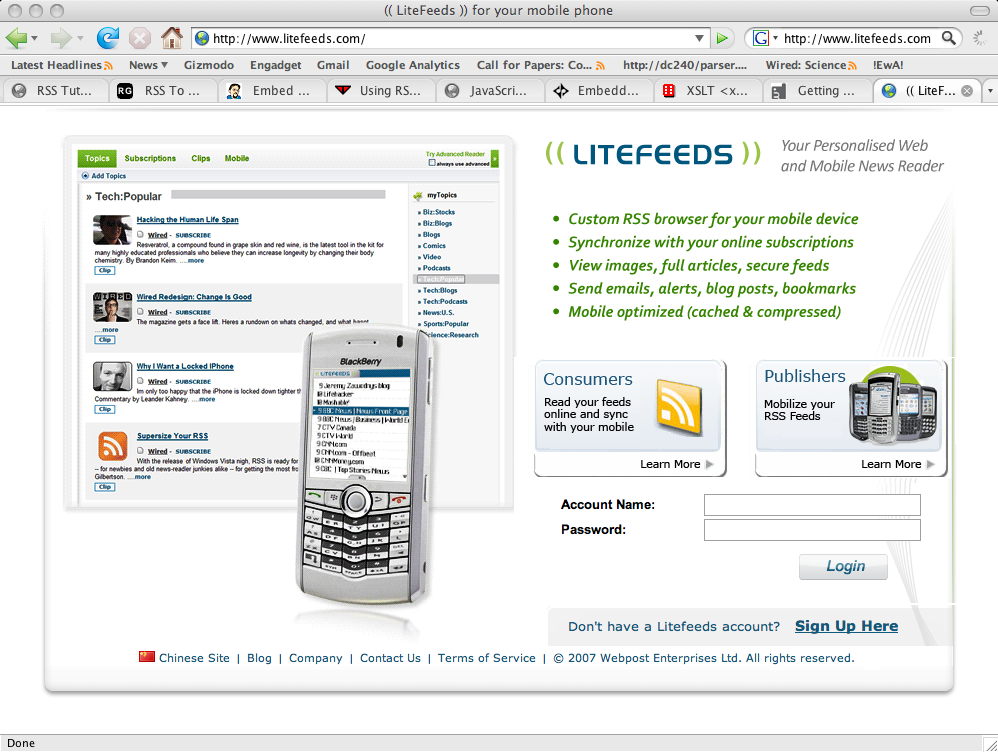 (( LiteFeeds )) for your mobile phone
http://www.litefeeds.com/
http://www.litefeeds.com
Latest Headlines News Gizmodo Engadget Gmail Google Analytics Call for Papers: Co... http://dc240/parser.... Wired: Science !EwA!
RSS Tut... RSS To ... Embed ... Using RS... JavaScri... Embedd... XSLT <x... Getting ... (( LiteF...
Topics Subscriptions Clips Mobile
Try Advanced Reader
always use advanced
Add Topics
» Tech:Popular
Hacking the Human Life Span
Wired - SUBSCRIBE
Resveratrol, a compound found in grape skin and red wine, is the latest tool in the kit for
many highly educated professionals who believe they can increase longevity by changing their body
chemistry. By Brandon Keim. ....more
Clip
WIRED
Wired Redesign: Change Is Good
Wired - SUBSCRIBE
The magazine gets a face lift. Heres a rundown on whats changed, and what hasnt
....more
Clip
Why I Want a Locked IPhone
Wired - SUBSCRIBE
Im only too happy that the iPhone is locked down tighter th
Commentary by Leander Kahney. ....more
Clip
Supersize Your RSS
Wired - SUBSCRIBE
With the release of Windows Vista nigh, RSS is ready fo
– for newbies and old news-reader junkies alike – for getting the most fro
Gilbertson. ....more
Clip
myTopics
» Biz:Stocks
» Biz:Blogs
» Blogs
» Comics
» Video
» Podcasts
» Tech:Popular
» Tech:Blogs
» Tech:Podcasts
» News:U.S.
» Sports:Popular
Science:Research
BlackBerry
LITEFEEDS
Jeremy Zawodnys blog
Lifehacker
Mashable!
BBC News | News Front Page
BBC News | Business | World E
CTV Canada
CTV World
CNN.com
CNN.com - Offbeat
CNNMoney.com
CBC | Top Stories News
(( LITEFEEDS ))
Your Personalised Web
and Mobile News Reader
• Custom RSS browser for your mobile device
• Synchronize with your online subscriptions
• View images, full articles, secure feeds
• Send emails, alerts, blog posts, bookmarks
• Mobile optimized (cached & compressed)
Consumers
Read your feeds
online and sync
with your mobile
Learn More
Publishers
Mobilize your
RSS Feeds
Learn More
Account Name:
Password:
Login
Don't have a Litefeeds account? Sign Up Here
Chinese Site | Blog | Company | Contact Us | Terms of Service | © 2007 Webpost Enterprises Ltd. All rights reserved.
Done